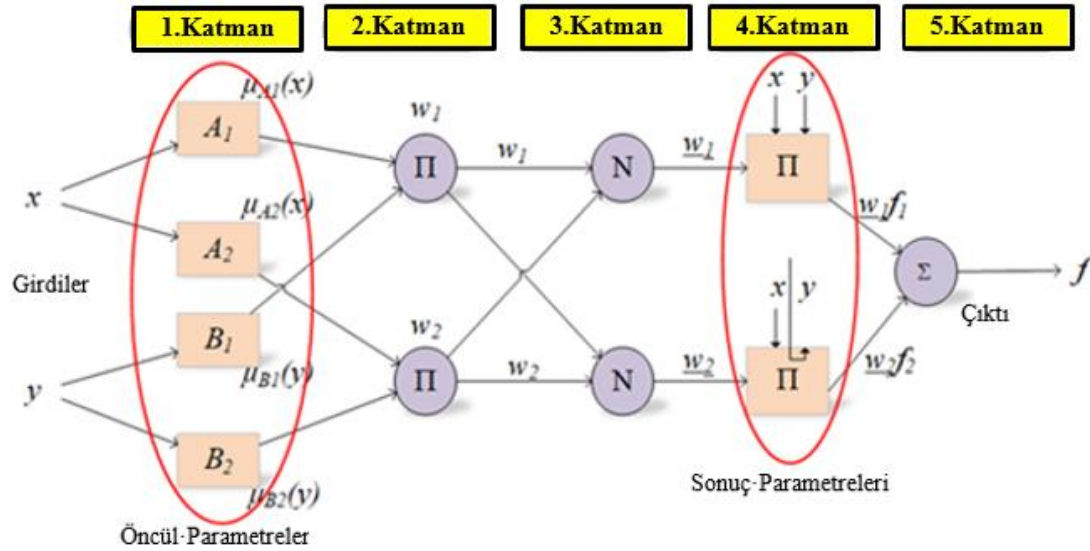 1.Katman 2.Katman 3.Katman 4.Katman 5.Katman
x y
μA1(x)
A1
w1
Π
w1
N
w1
Π
x
μA2(x)
w1f1
A2
Girdiler
Σ
f
x y
Çıktı
B1
w2
μB1(y)
Π
w2
N
w2
Π
w2f2
y
B2
μB2(y)
Sonuç·Parametreleri
Öncül·Parametreler